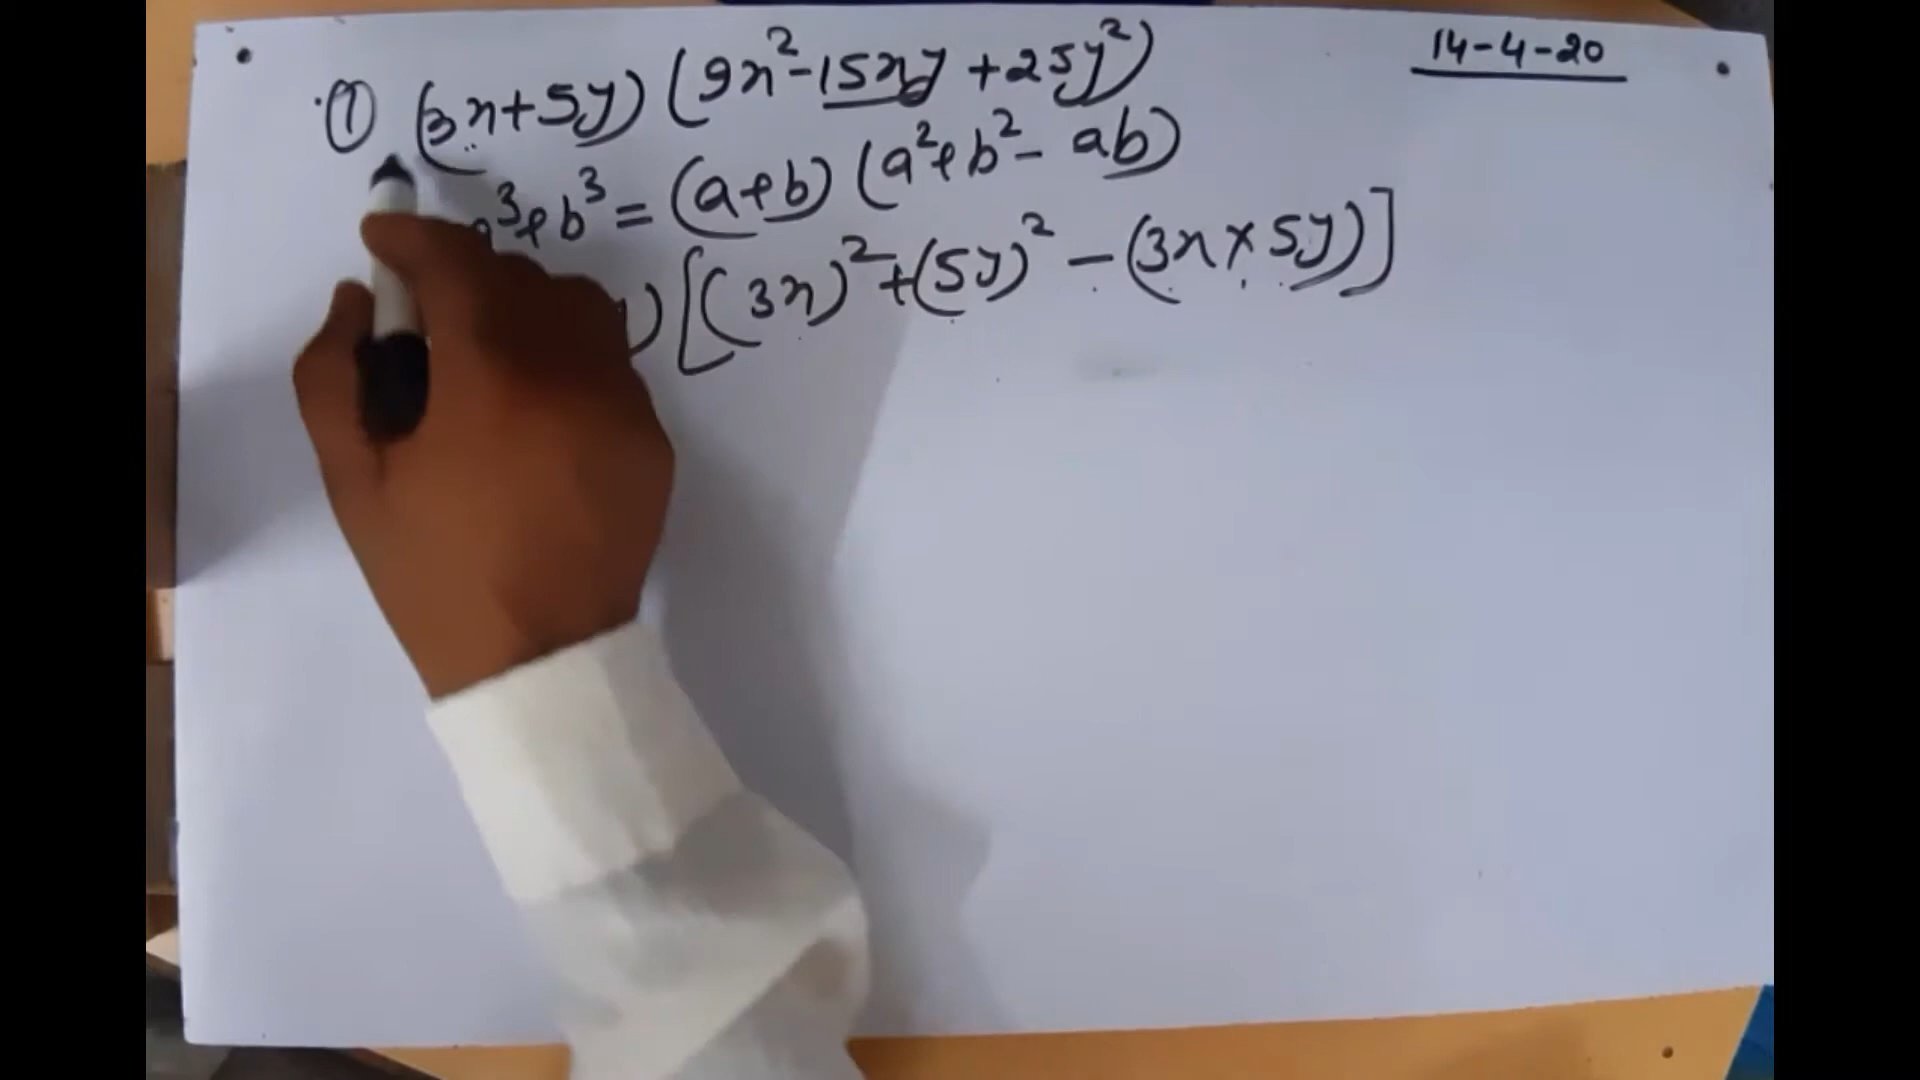 14-4-20
① (3x+5y) (9x²-15xy+25y²)
³+b³ = (a+b) (a²+b²-ab)
) [(3x)²+(5y)²-(3x×5y)]